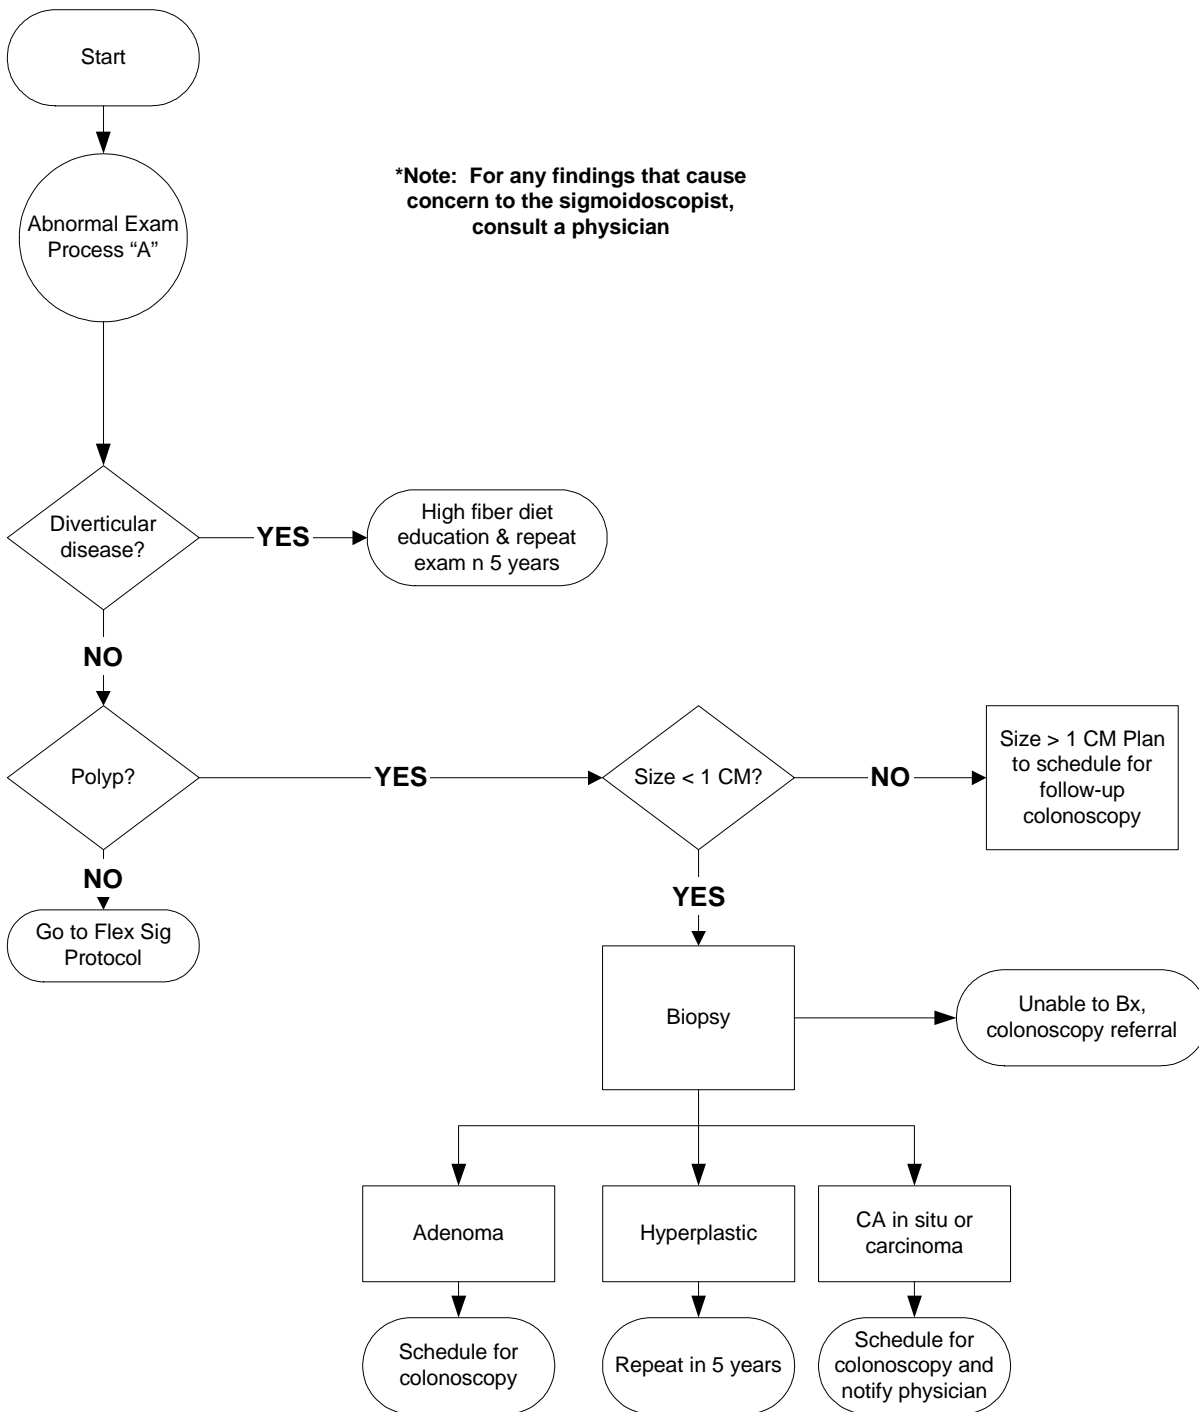 Start
Abnormal Exam
Process “A”
*Note:  For any findings that cause
concern to the sigmoidoscopist,
consult a physician
Diverticular
disease?
YES
High fiber diet
education & repeat
exam n 5 years
NO
Polyp?
YES
Size < 1 CM?
NO
Size > 1 CM Plan
to schedule for
follow-up
colonoscopy
NO
Go to Flex Sig
Protocol
YES
Biopsy
Unable to Bx,
colonoscopy referral
Adenoma
Hyperplastic
CA in situ or
carcinoma
Schedule for
colonoscopy
Repeat in 5 years
Schedule for
colonoscopy and
notify physician